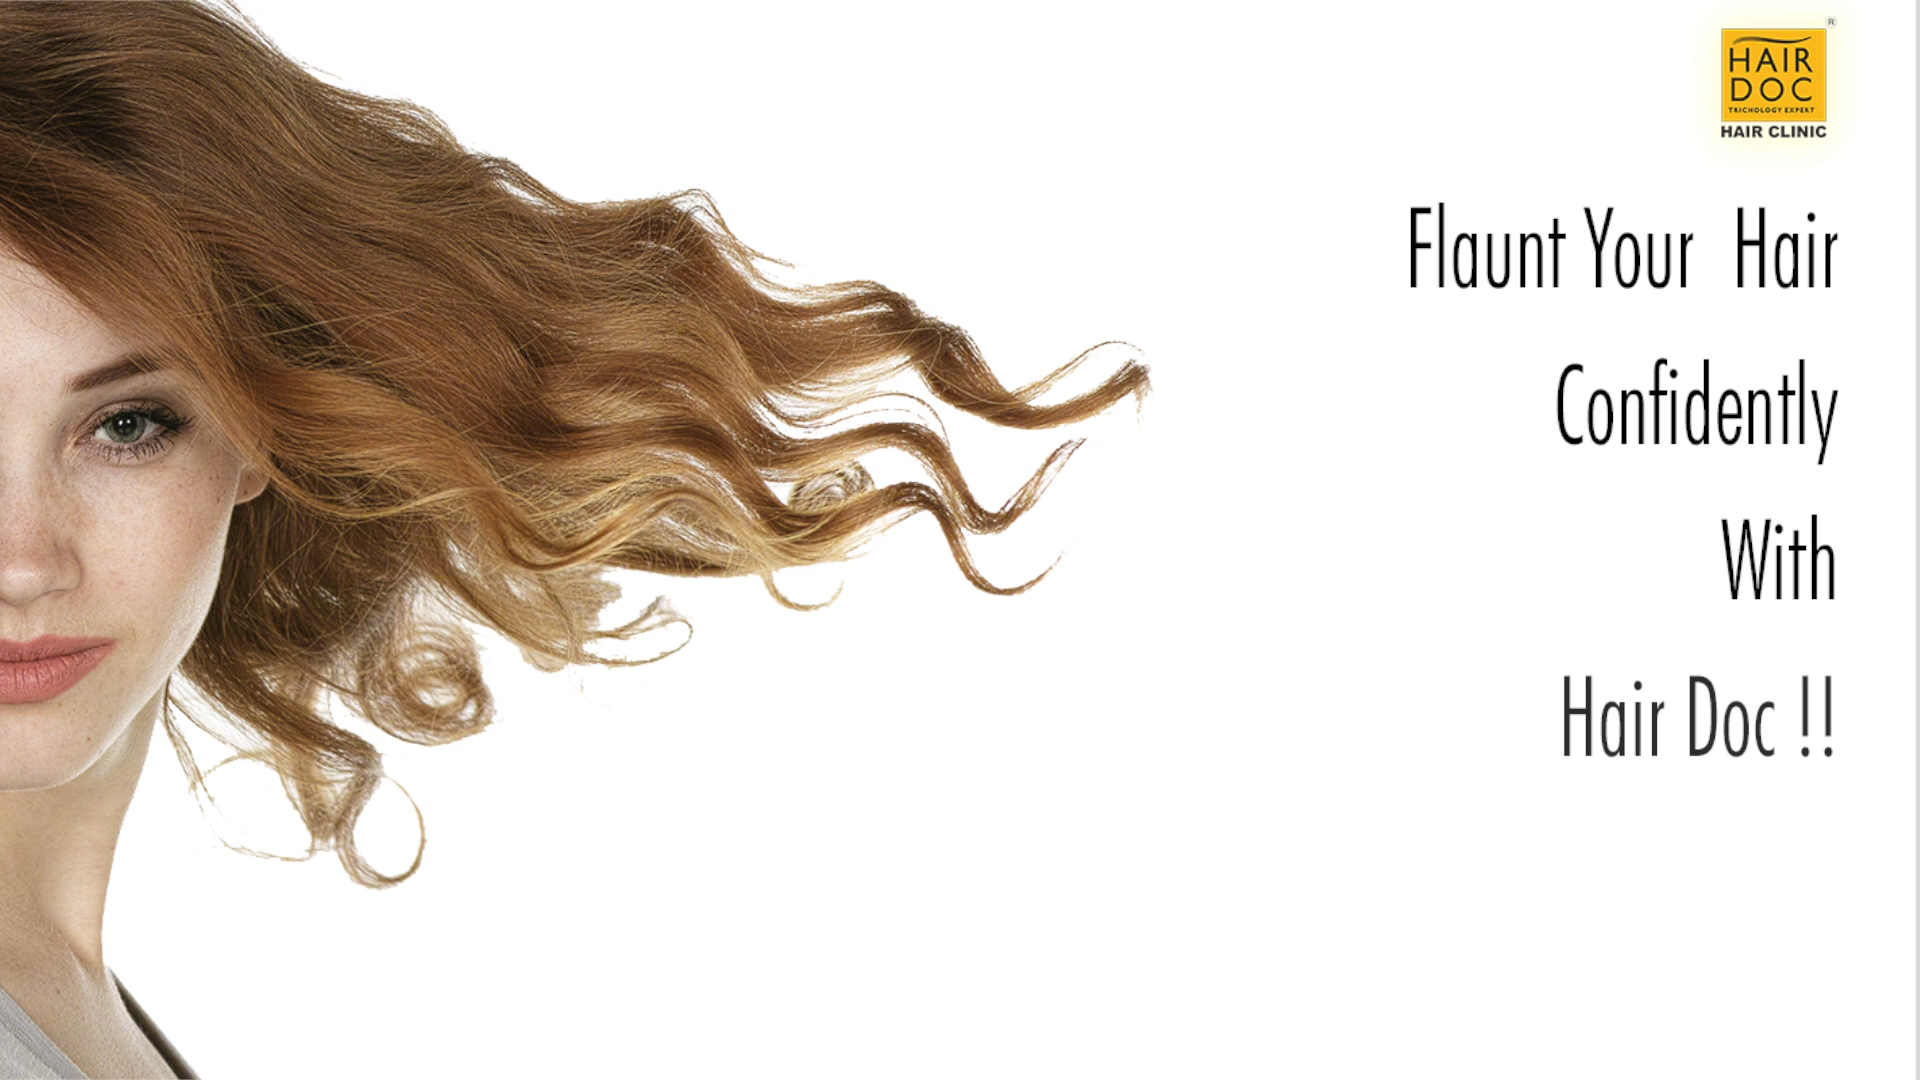 ®
HAIR
DOC
TRICHOLOGY EXPERT
HAIR CLINIC
Flaunt Your Hair
Confidently
With
Hair Doc !!